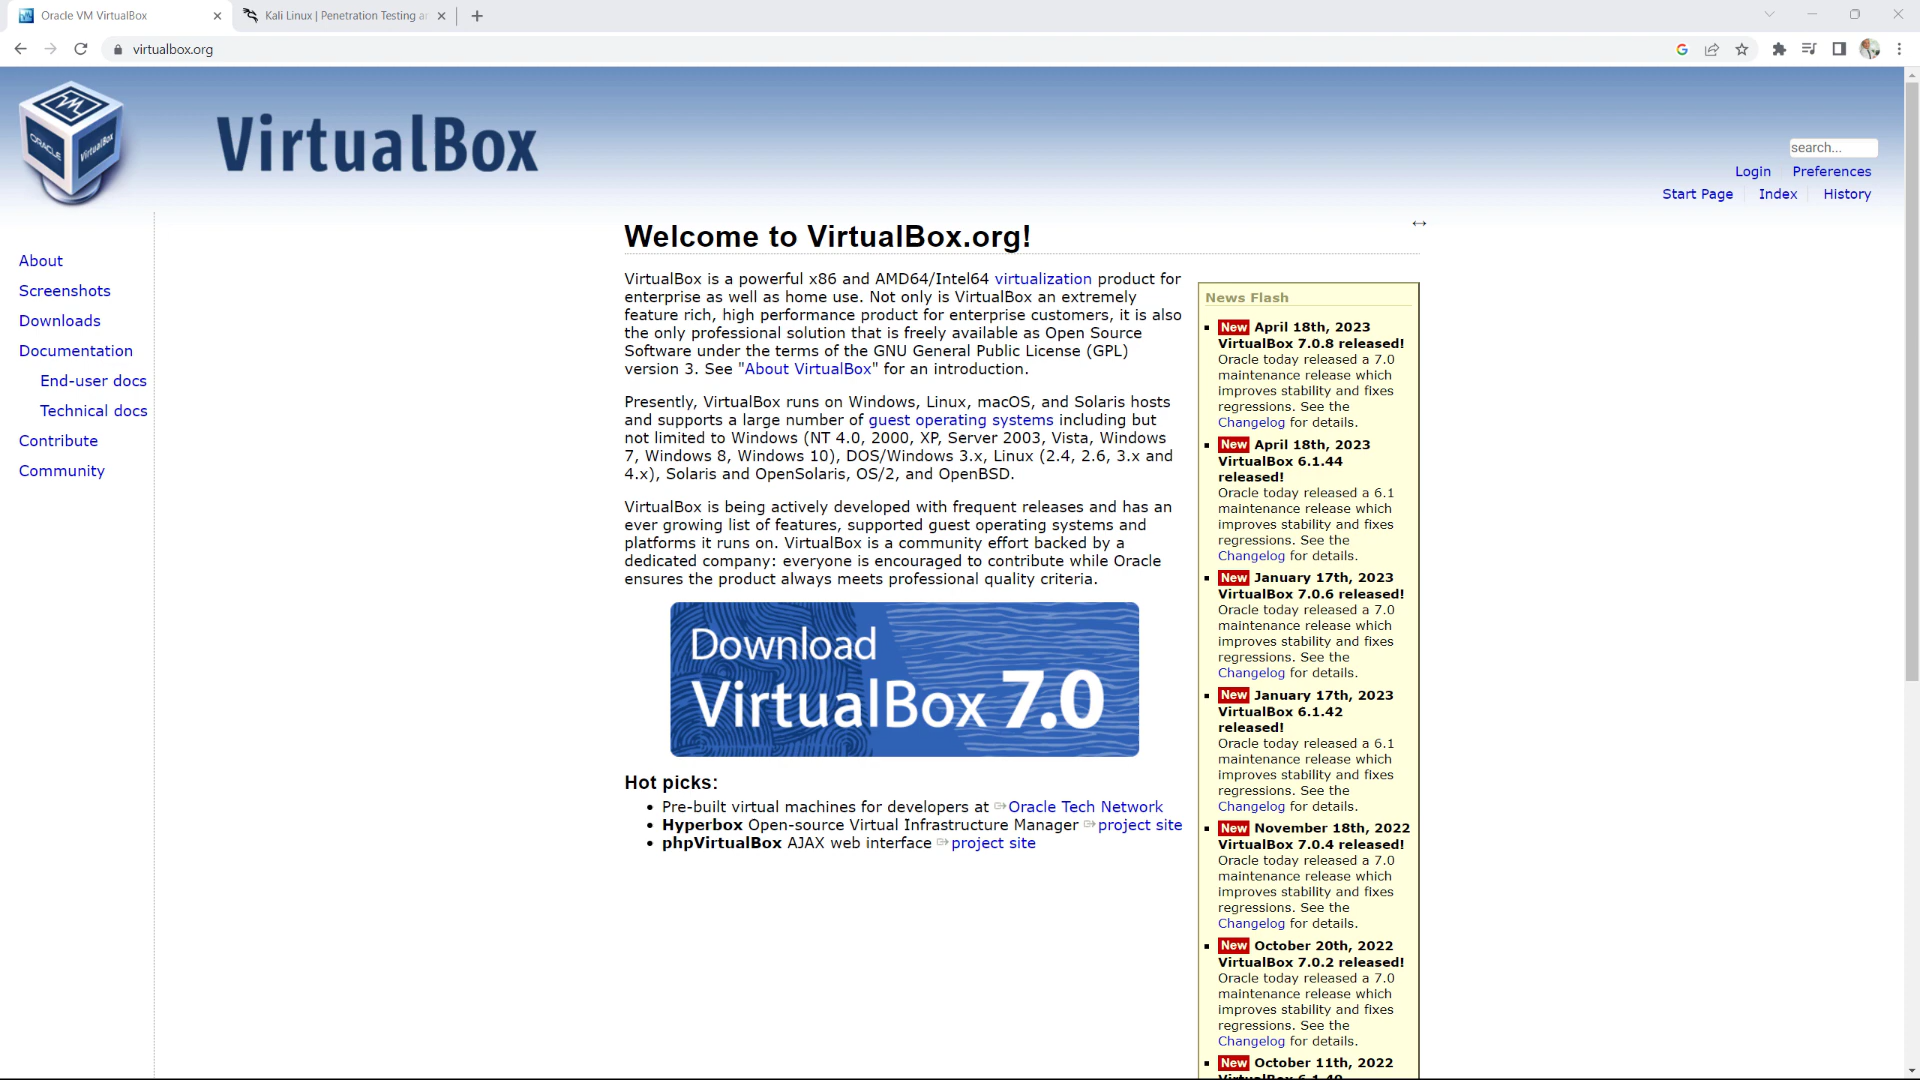 Oracle VM VirtualBox
Kali Linux | Penetration Testing an
virtualbox.org
ORACLE
VirtualBox
VirtualBox
search...
Login Preferences
Start Page Index History
About
Screenshots
Downloads
Documentation
End-user docs
Technical docs
Contribute
Community
Welcome to VirtualBox.org!
VirtualBox is a powerful x86 and AMD64/Intel64 virtualization product for
enterprise as well as home use. Not only is VirtualBox an extremely
feature rich, high performance product for enterprise customers, it is also
the only professional solution that is freely available as Open Source
Software under the terms of the GNU General Public License (GPL)
version 3. See "About VirtualBox" for an introduction.
Presently, VirtualBox runs on Windows, Linux, macOS, and Solaris hosts
and supports a large number of guest operating systems including but
not limited to Windows (NT 4.0, 2000, XP, Server 2003, Vista, Windows
7, Windows 8, Windows 10), DOS/Windows 3.x, Linux (2.4, 2.6, 3.x and
4.x), Solaris and OpenSolaris, OS/2, and OpenBSD.
VirtualBox is being actively developed with frequent releases and has an
ever growing list of features, supported guest operating systems and
platforms it runs on. VirtualBox is a community effort backed by a
dedicated company: everyone is encouraged to contribute while Oracle
ensures the product always meets professional quality criteria.
Download
VirtualBox 7.0
Hot picks:
Pre-built virtual machines for developers at Oracle Tech Network
Hyperbox Open-source Virtual Infrastructure Manager project site
phpVirtualBox AJAX web interface project site
News Flash
New April 18th, 2023
VirtualBox 7.0.8 released!
Oracle today released a 7.0
maintenance release which
improves stability and fixes
regressions. See the
Changelog for details.
New April 18th, 2023
VirtualBox 6.1.44
released!
Oracle today released a 6.1
maintenance release which
improves stability and fixes
regressions. See the
Changelog for details.
New January 17th, 2023
VirtualBox 7.0.6 released!
Oracle today released a 7.0
maintenance release which
improves stability and fixes
regressions. See the
Changelog for details.
New January 17th, 2023
VirtualBox 6.1.42
released!
Oracle today released a 6.1
maintenance release which
improves stability and fixes
regressions. See the
Changelog for details.
New November 18th, 2022
VirtualBox 7.0.4 released!
Oracle today released a 7.0
maintenance release which
improves stability and fixes
regressions. See the
Changelog for details.
New October 20th, 2022
VirtualBox 7.0.2 released!
Oracle today released a 7.0
maintenance release which
improves stability and fixes
regressions. See the
Changelog for details.
New October 11th, 2022
VirtualBox 6.1.40